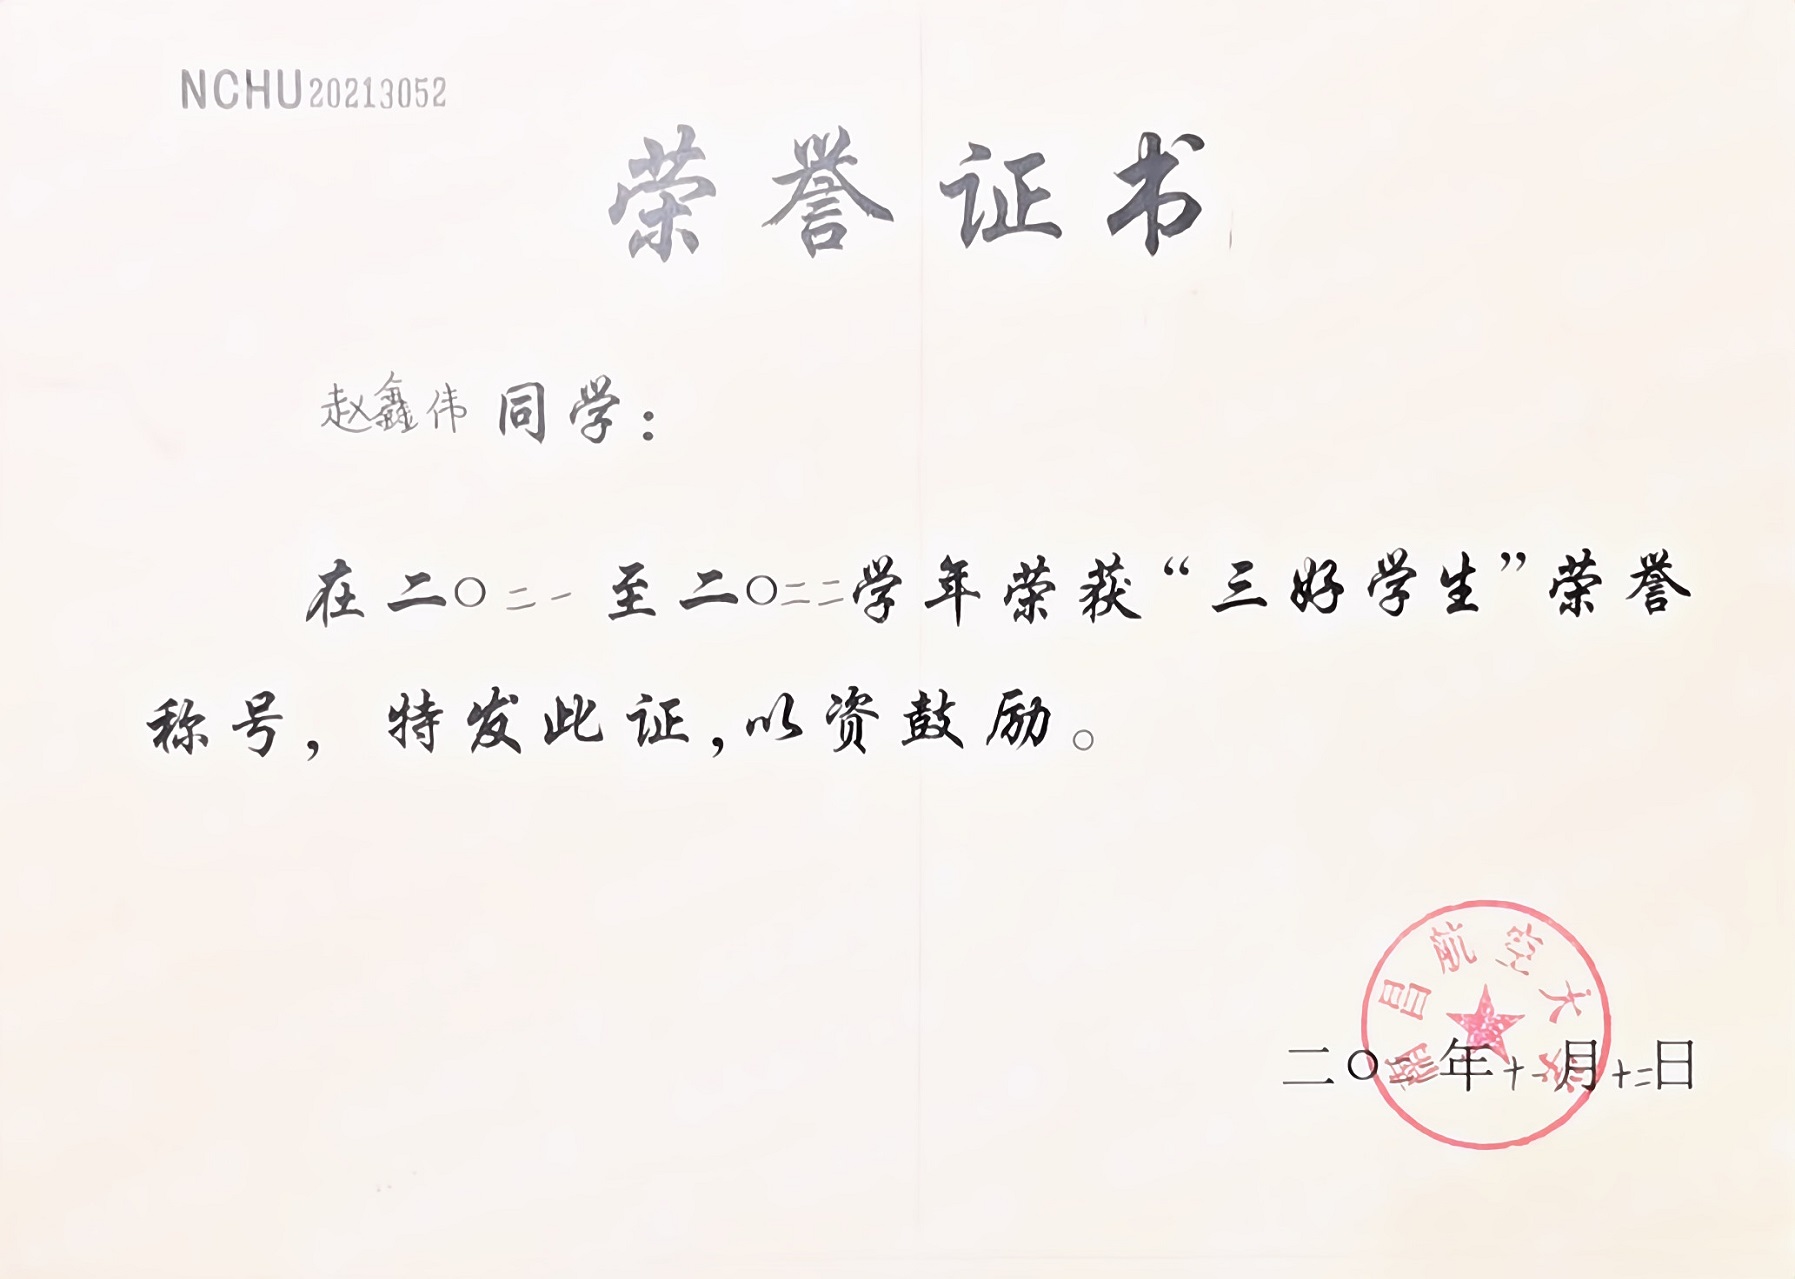 NCHU20213052
荣誉证书
赵鑫伟同学：
在二〇二一至二〇二二学年荣获“三好学生”荣誉
称号，特发此证，以资鼓励。
南昌航空大学
二〇 年十一月十二日